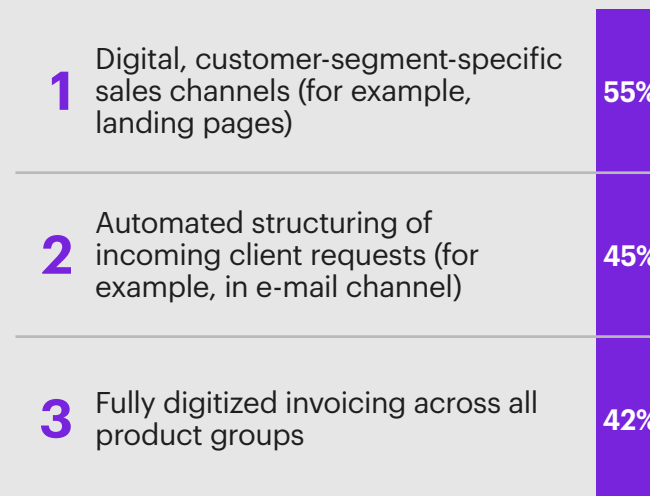 1
Digital, customer-segment-specific
sales channels (for example,
landing pages)
55%
2
Automated structuring of
incoming client requests (for
example, in e-mail channel)
45%
3
Fully digitized invoicing across all
product groups
42%